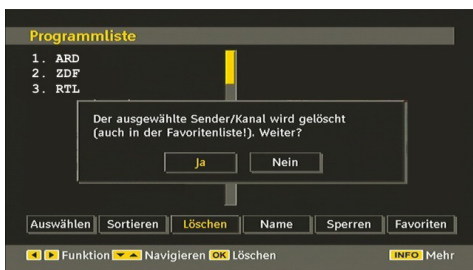 Programmliste
1. ARD
2. ZDF
3. RTL
Der ausgewählte Sender/Kanal wird gelöscht
(auch in der Favoritenliste!). Weiter?
Ja Nein
Auswählen Sortieren Löschen Name Sperren Favoriten
Funktion Navigieren OK Löschen INFO Mehr